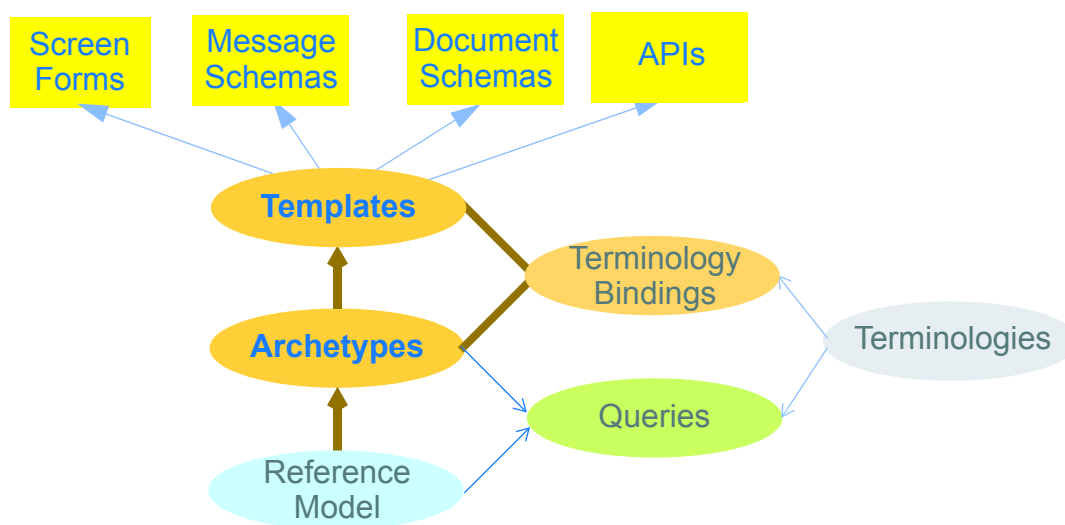 Screen
Forms
Message
Schemas
Document
Schemas
APIs
Templates
Terminology
Bindings
Archetypes
Terminologies
Queries
Reference
Model